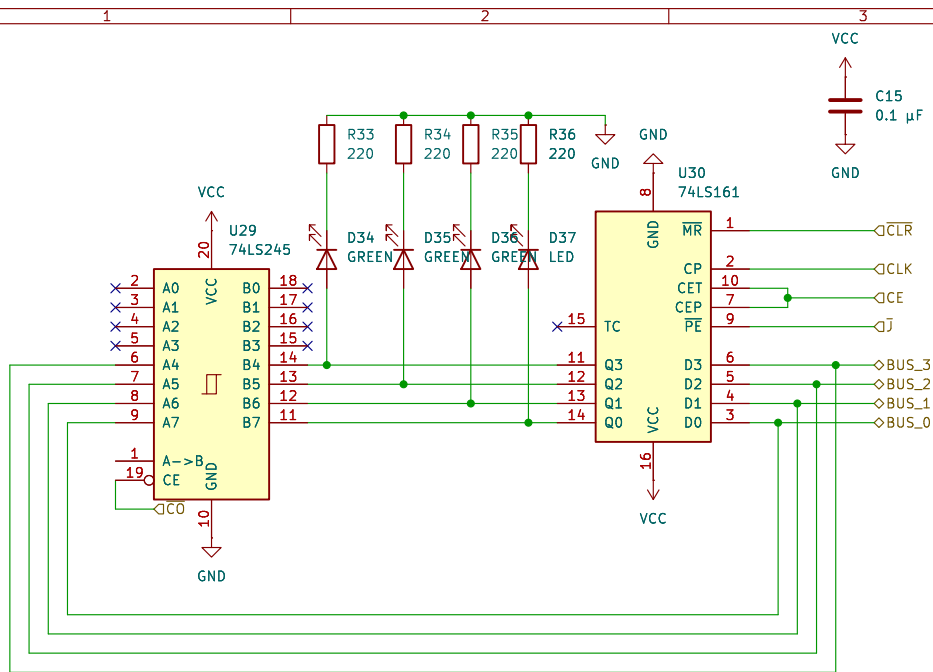 1 2 3
VCC
C15
0.1 µF
GND
R33
220
R34
220
R35
220
R36
220
GND
GND
8
U30
74LS161
VCC
U29
74LS245
20
D34
GREEN
D35
GREEN
D36
GREEN
D37
LED
VCC
2 A0 B0 18
3 A1 B1 17
4 A2 B2 16
5 A3 B3 15
6 A4 B4 14
7 A5 B5 13
8 A6 B6 12
9 A7 B7 11
1 A->B
19 CE
GND
C̅O̅
10
GND
GND
M̅R̅ 1 C̅L̅R̅
CP 2 CLK
CET 10
CEP 7 CE
15 TC P̅E̅ 9 J̅
11 Q3 D3 6 BUS_3
12 Q2 D2 5 BUS_2
13 Q1 D1 4 BUS_1
14 Q0 D0 3 BUS_0
VCC
16
VCC